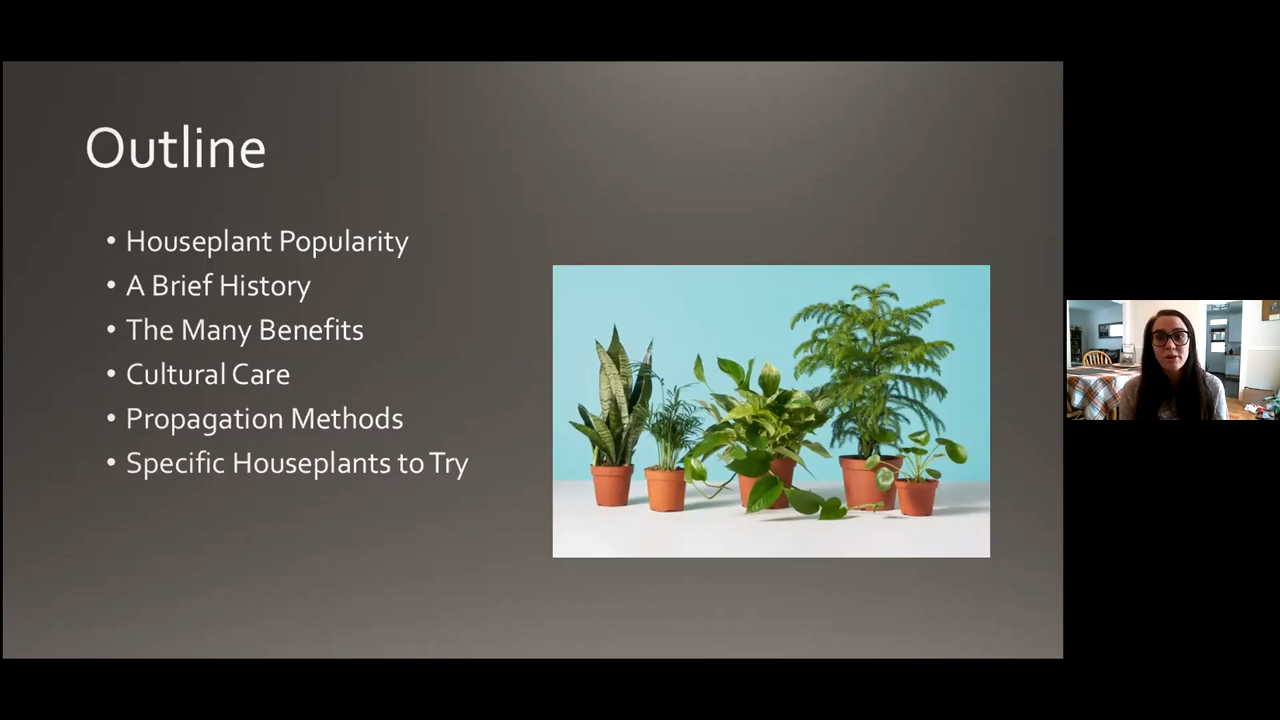 Outline
• Houseplant Popularity
• A Brief History
• The Many Benefits
• Cultural Care
• Propagation Methods
• Specific Houseplants to Try